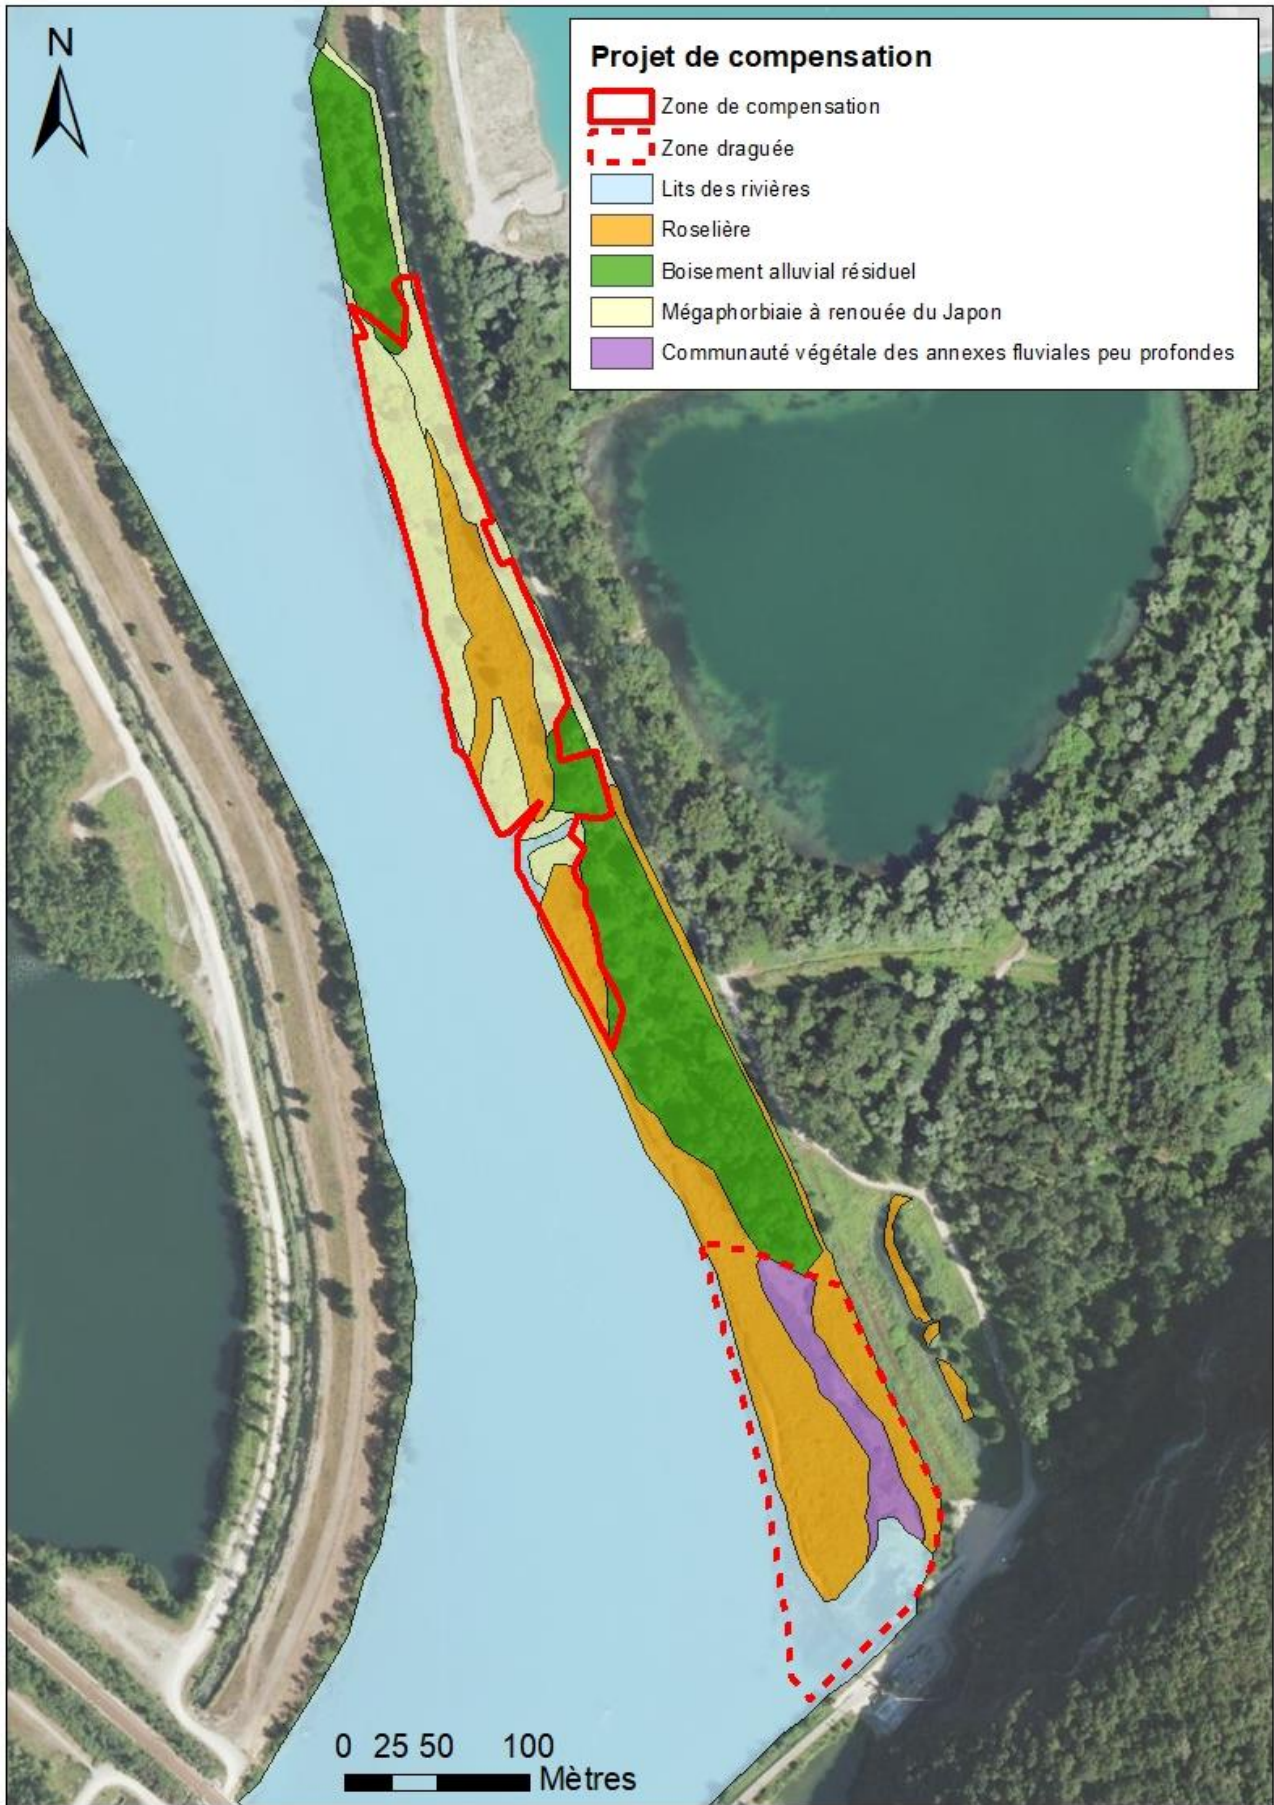 N
Projet de compensation
Zone de compensation
Zone draguée
Lits des rivières
Roselière
Boisement alluvial résiduel
Mégaphorbiaie à renouée du Japon
Communauté végétale des annexes fluviales peu profondes
0 25 50 100
Mètres